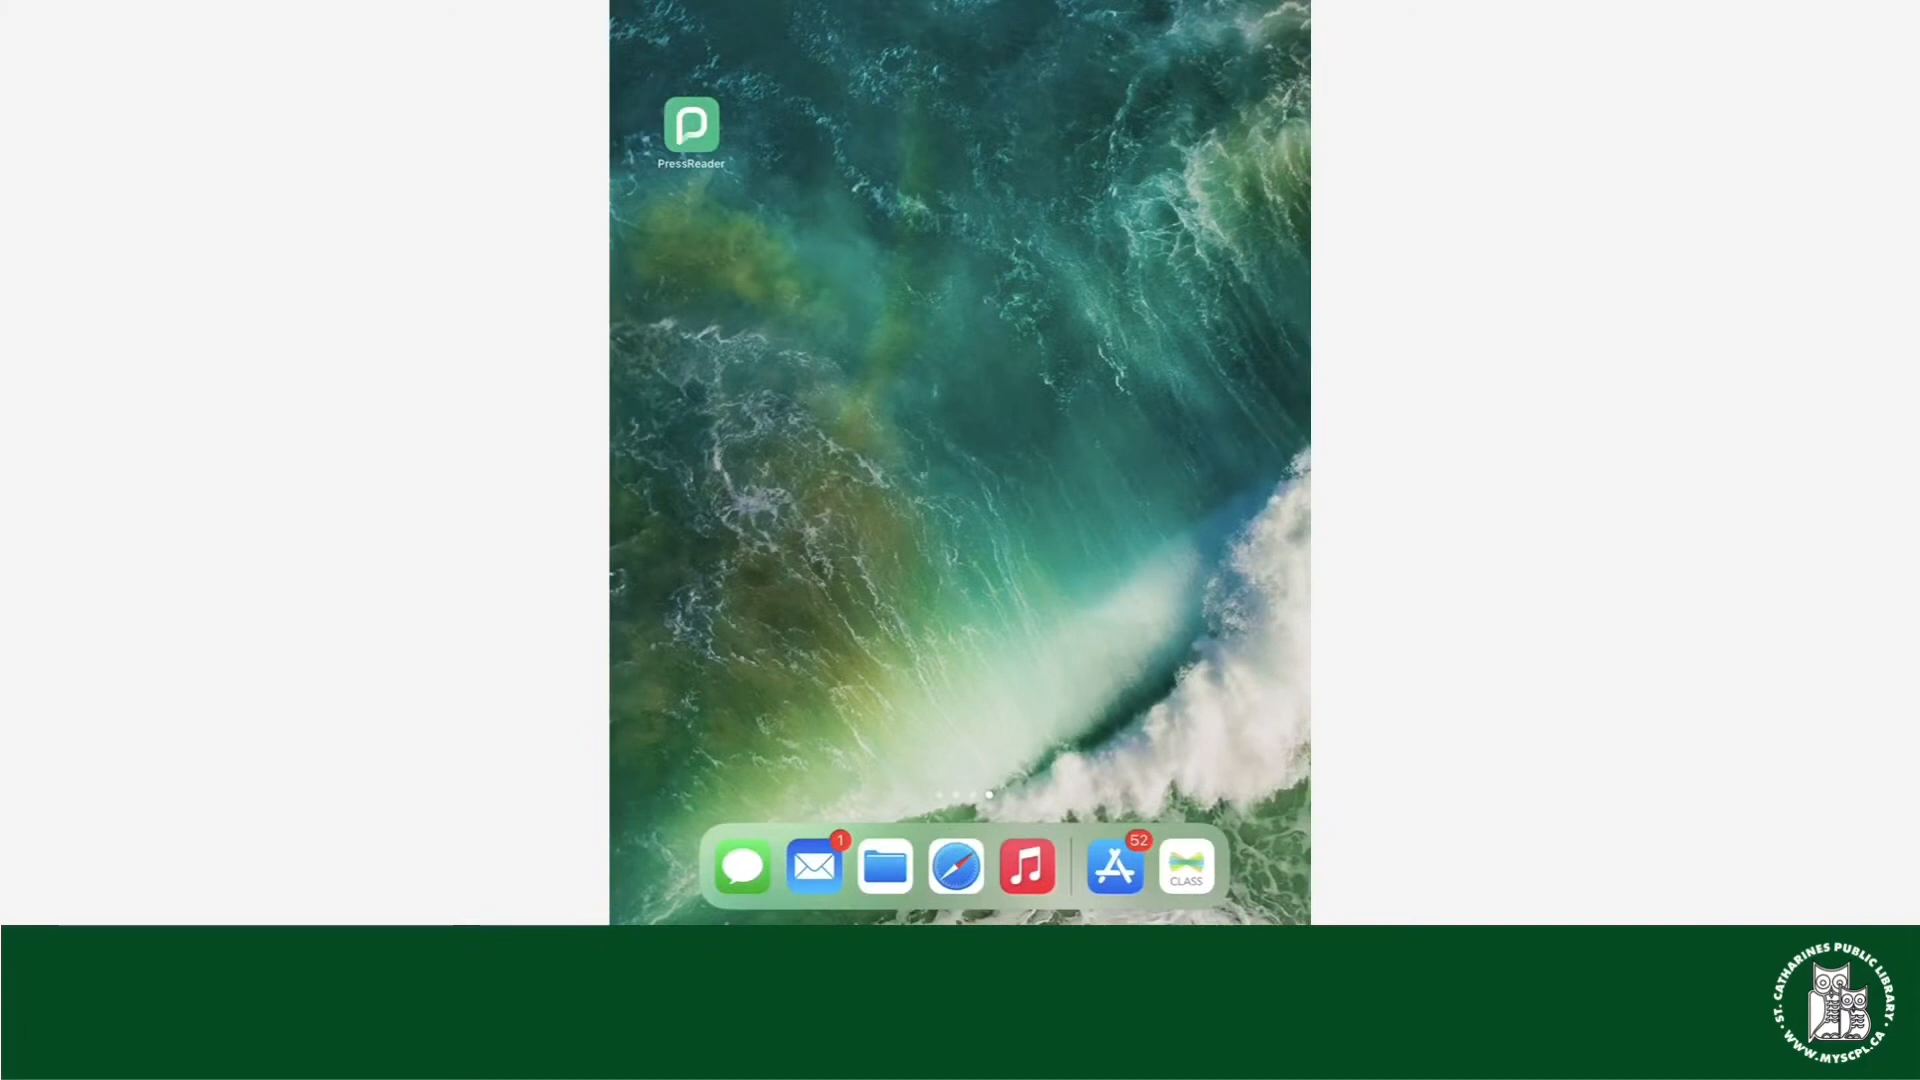 PressReader
1
52
CLASS
ST. CATHARINES PUBLIC LIBRARY
WWW.MYSCPL.CA